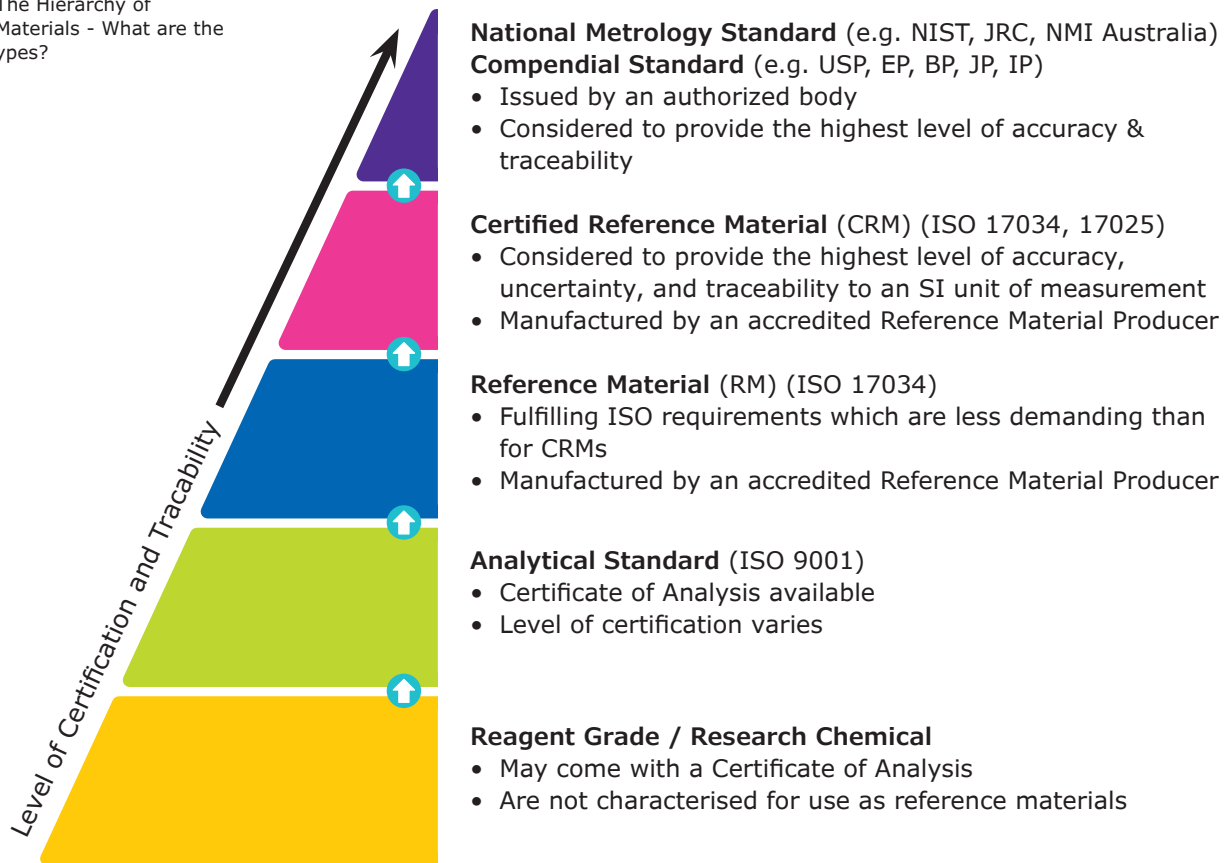 The Hierarchy of
Materials - What are the
ypes?
National Metrology Standard (e.g. NIST, JRC, NMI Australia)
Compendial Standard (e.g. USP, EP, BP, JP, IP)
• Issued by an authorized body
• Considered to provide the highest level of accuracy &
traceability
Certified Reference Material (CRM) (ISO 17034, 17025)
• Considered to provide the highest level of accuracy,
uncertainty, and traceability to an SI unit of measurement
• Manufactured by an accredited Reference Material Producer
Reference Material (RM) (ISO 17034)
• Fulfilling ISO requirements which are less demanding than
for CRMs
• Manufactured by an accredited Reference Material Producer
Analytical Standard (ISO 9001)
• Certificate of Analysis available
• Level of certification varies
Reagent Grade / Research Chemical
• May come with a Certificate of Analysis
• Are not characterised for use as reference materials
Level of Certification and Tracability